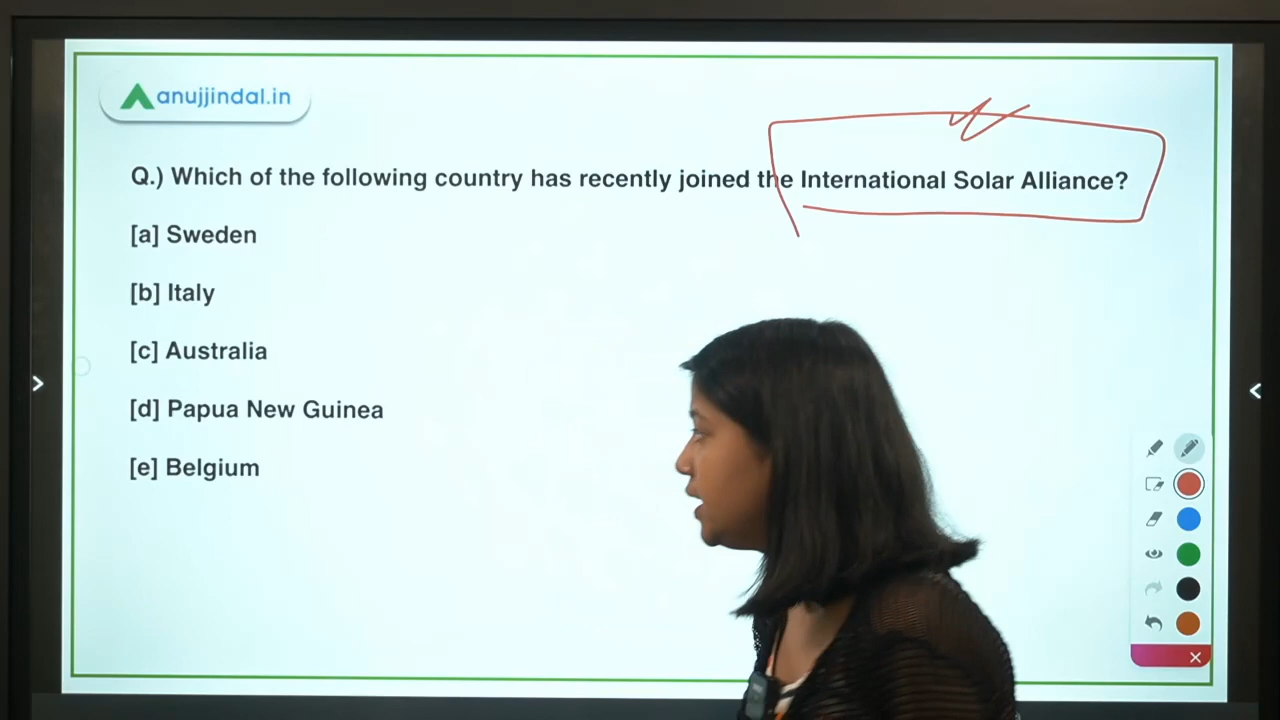 anujjindal.in
Q.) Which of the following country has recently joined the International Solar Alliance?
[a] Sweden
[b] Italy
[c] Australia
[d] Papua New Guinea
[e] Belgium